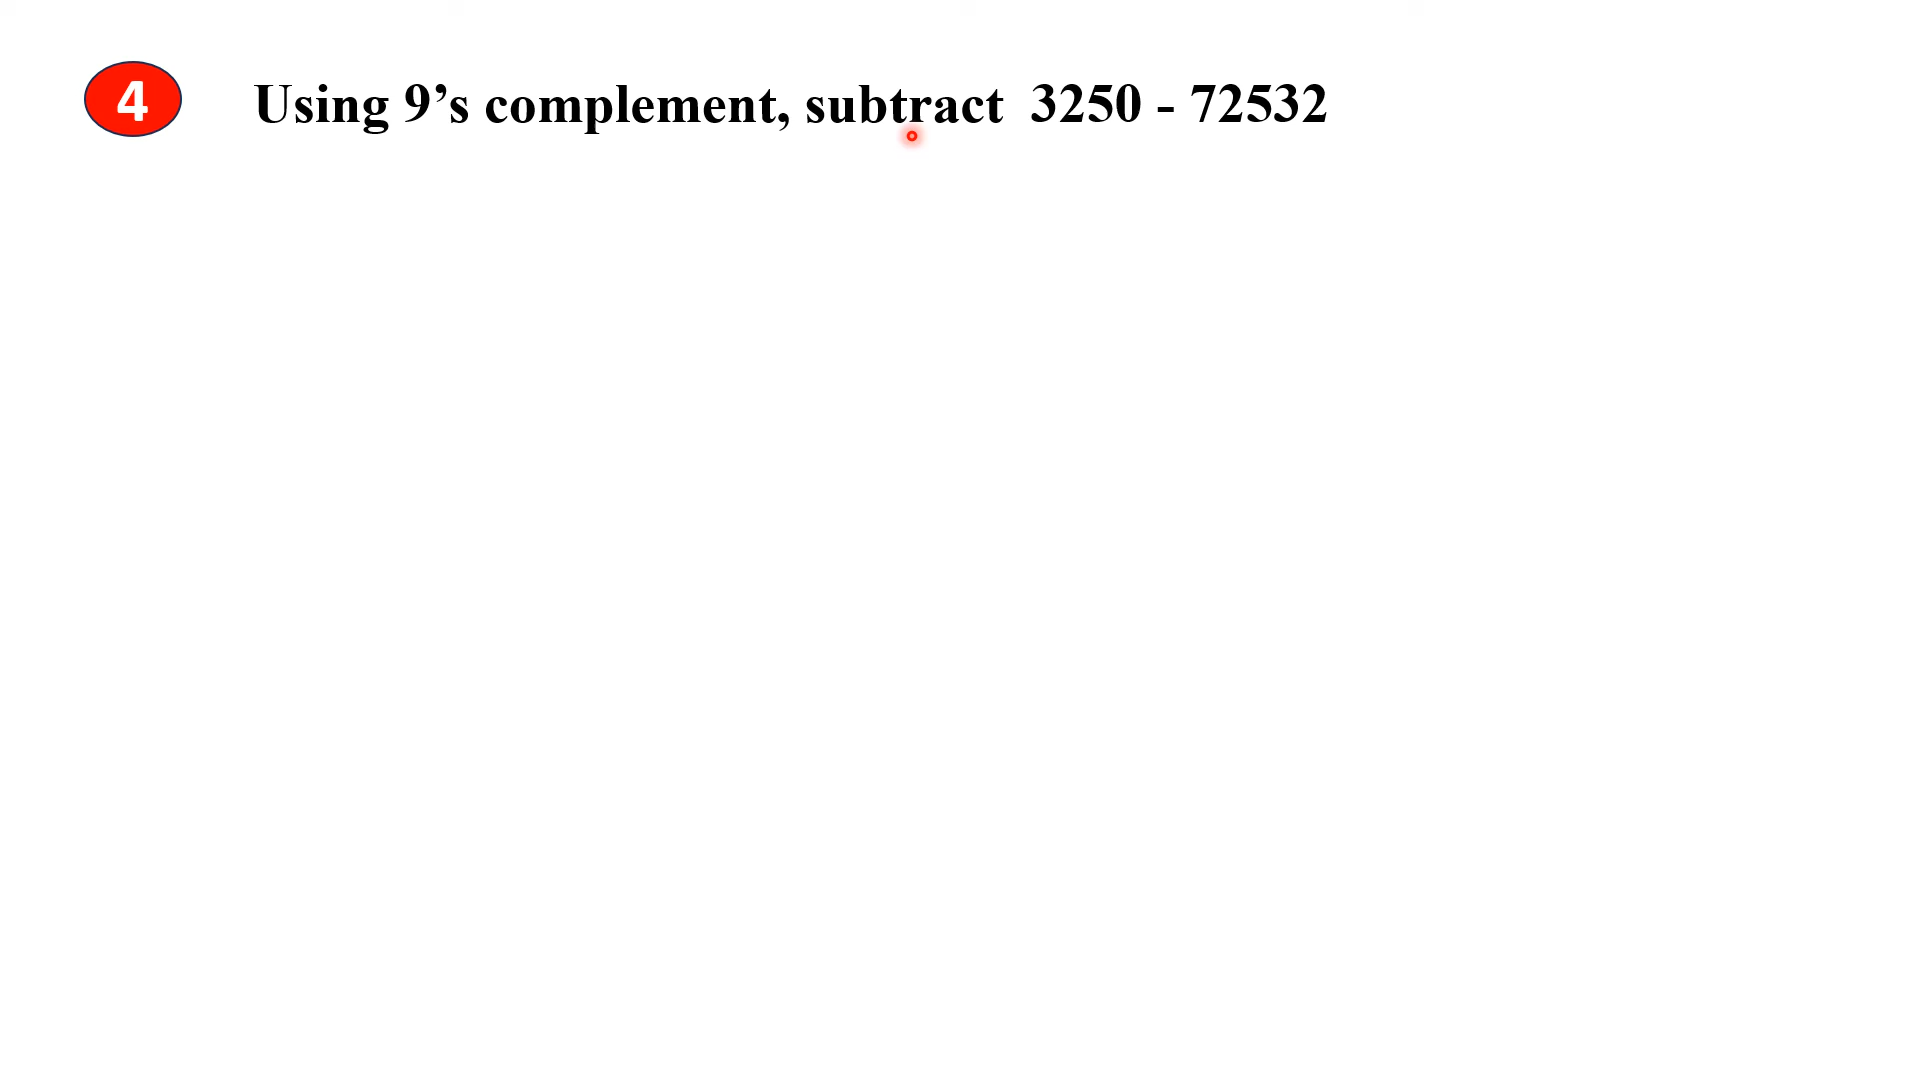 4 Using 9’s complement, subtract 3250 - 72532